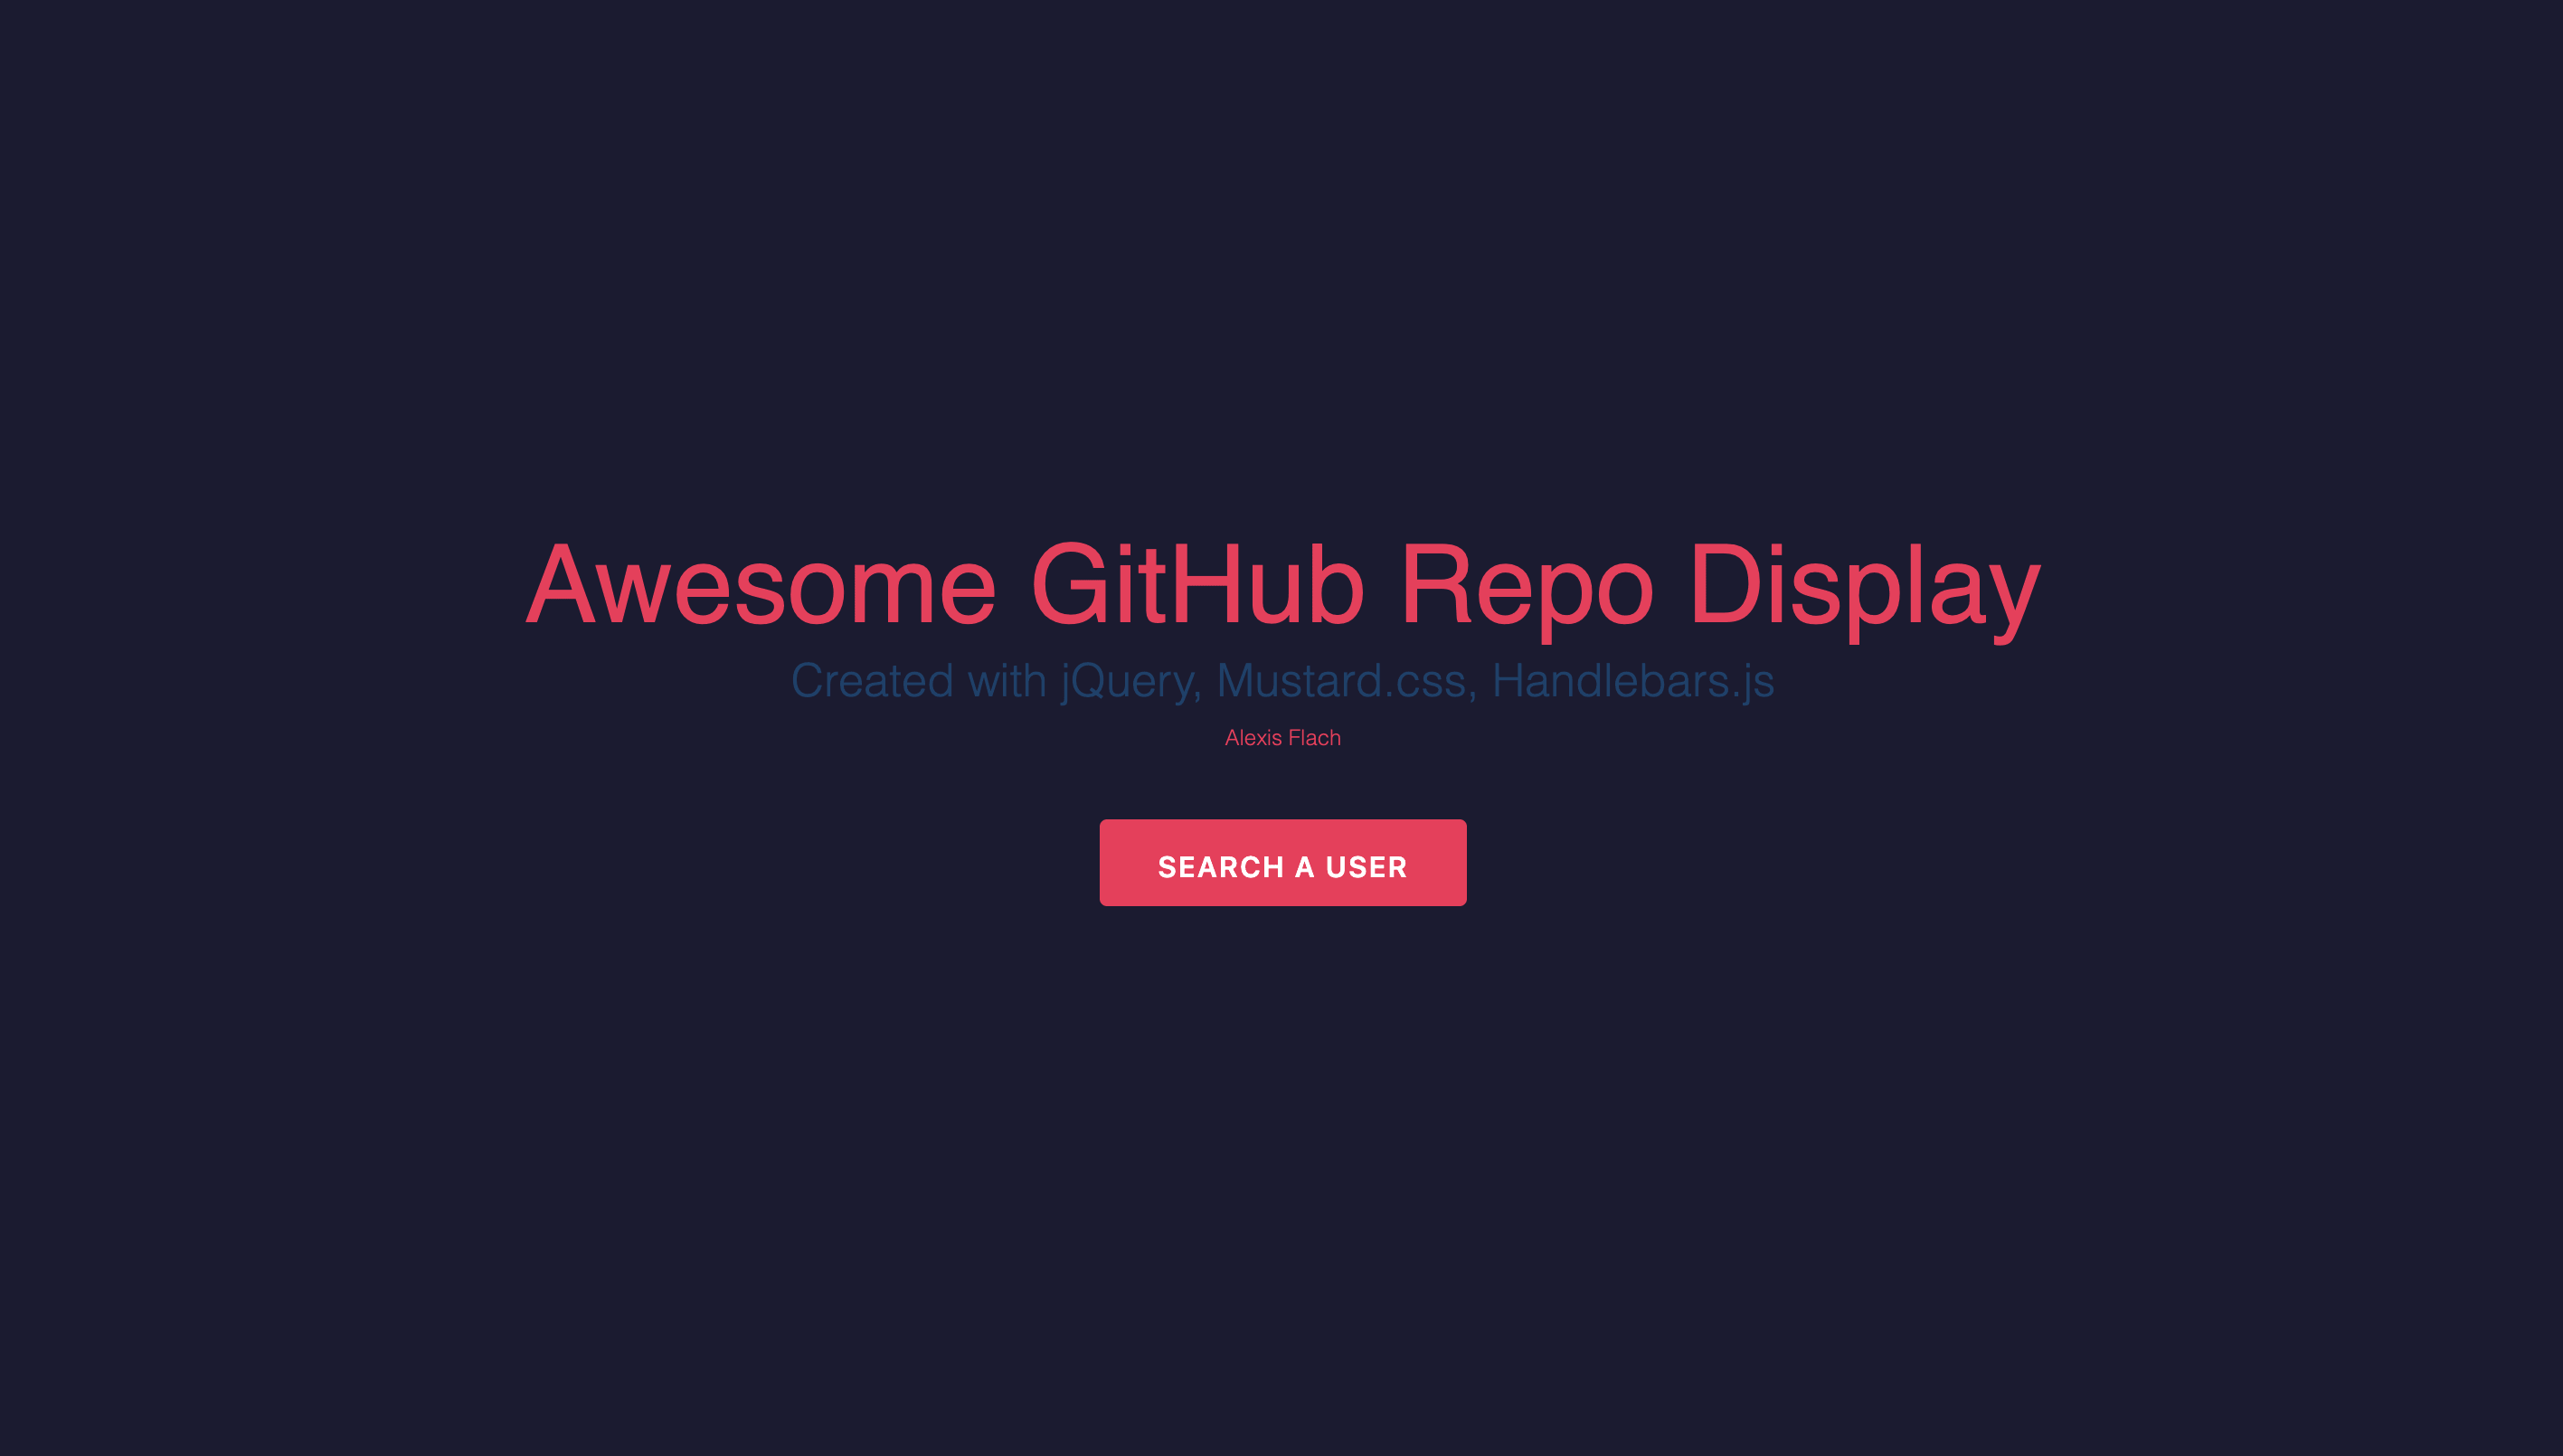 Awesome GitHub Repo Display
Created with jQuery, Mustard.css, Handlebars.js
Alexis Flach
SEARCH A USER